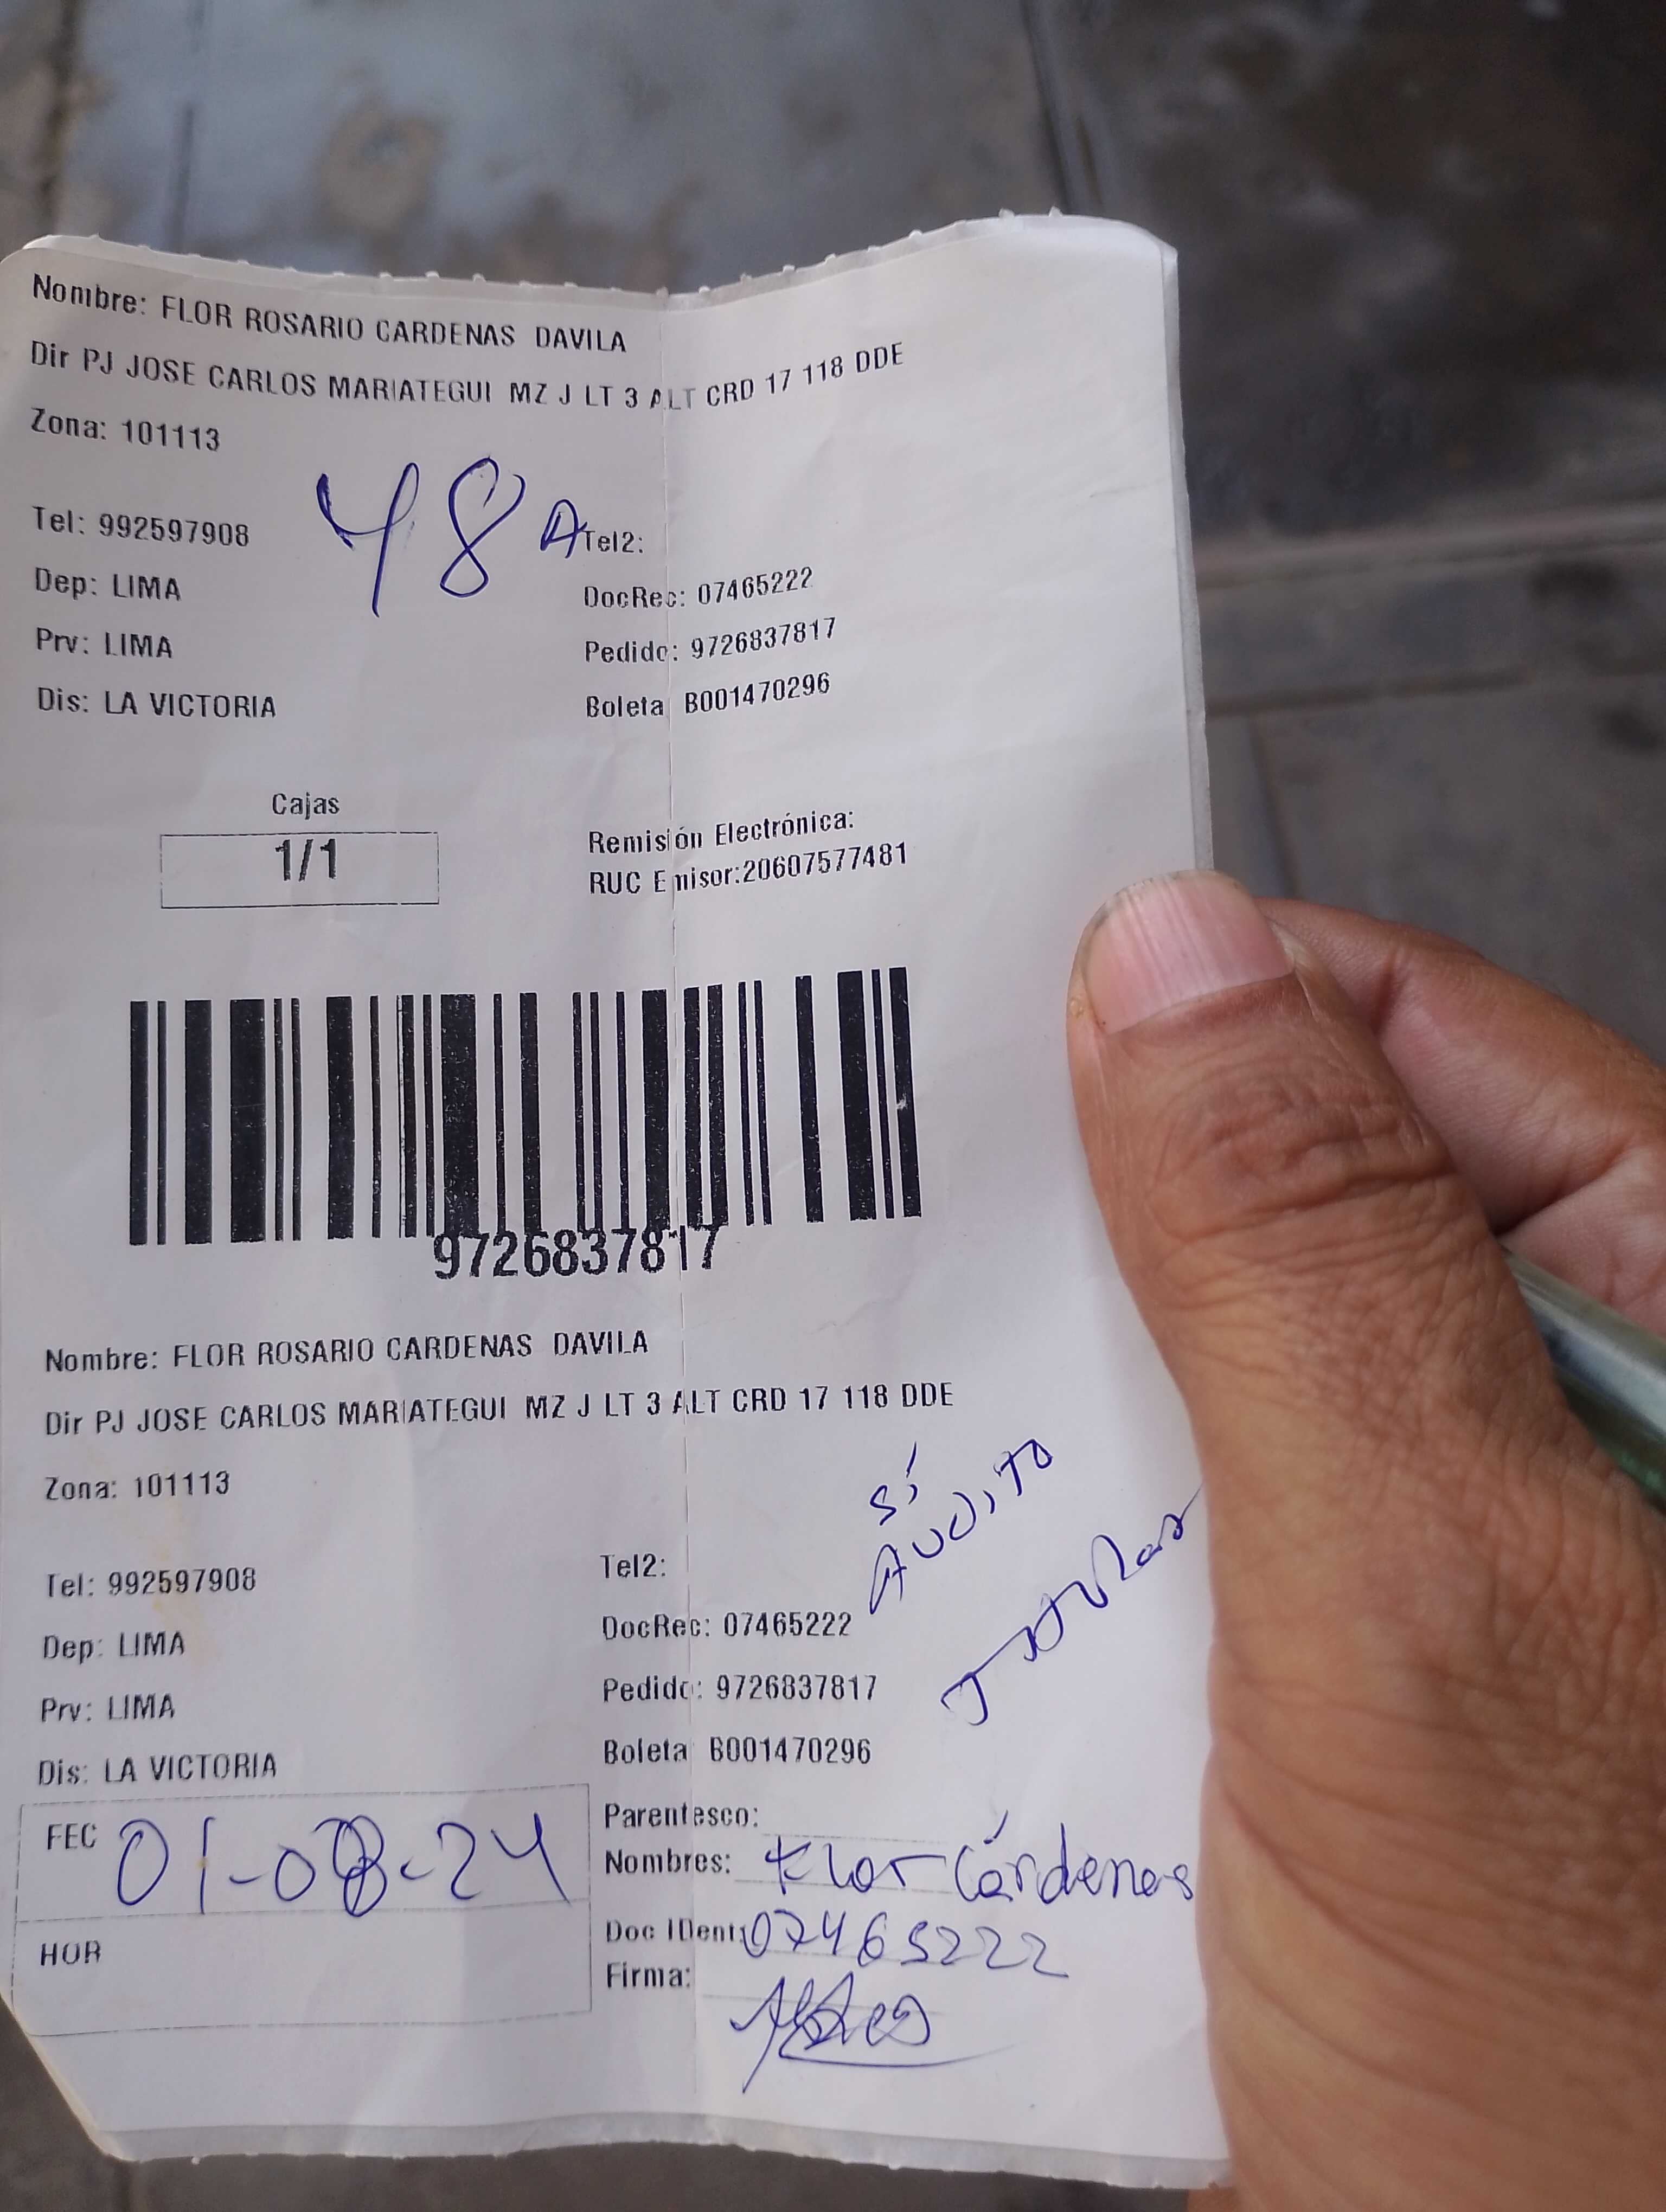 Nombre: FLOR ROSARIO CARDENAS DAVILA
Dir PJ JOSE CARLOS MARIATEGUI MZ J LT 3 ALT CRD 17 118 DDE
Zona: 101113
48 A
Tel: 992597908 Tel2:
Dep: LIMA DocRec: 07465222
Prv: LIMA Pedido: 9726837817
Dis: LA VICTORIA Boleta B001470296
Cajas
1/1
Remisión Electrónica:
RUC Emisor:20607577481
9726837817
Nombre: FLOR ROSARIO CARDENAS DAVILA
Dir PJ JOSE CARLOS MARIATEGUI MZ J LT 3 ALT CRD 17 118 DDE
Zona: 101113
sí
Audito
Tel: 992597908 Tel2:
Dep: LIMA DocRec: 07465222
Prv: LIMA Pedido: 9726837817
Dis: LA VICTORIA Boleta B001470296
FEC 01-08-24
HOR
Parentesco:
Nombres: Flor Cárdenas
Doc IDent: 07465222
Firma: